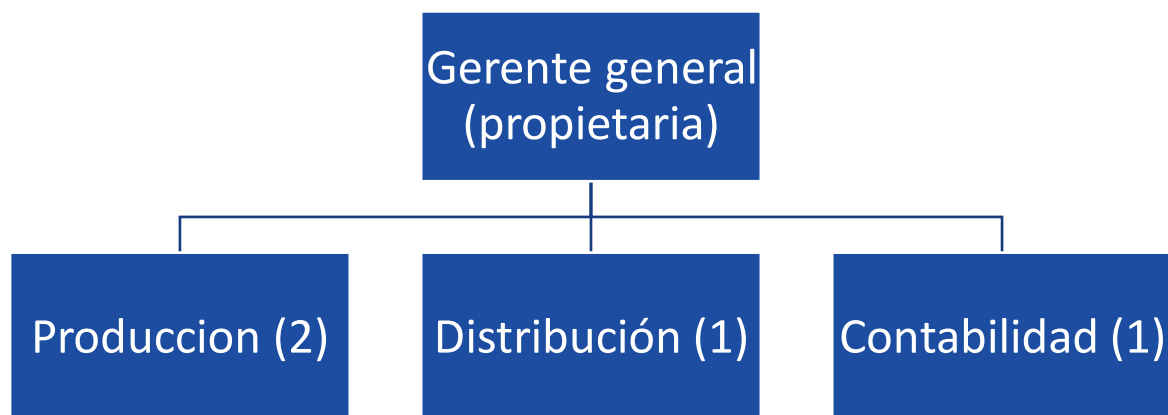 Gerente general
(propietaria)
Produccion (2)
Distribución (1)
Contabilidad (1)